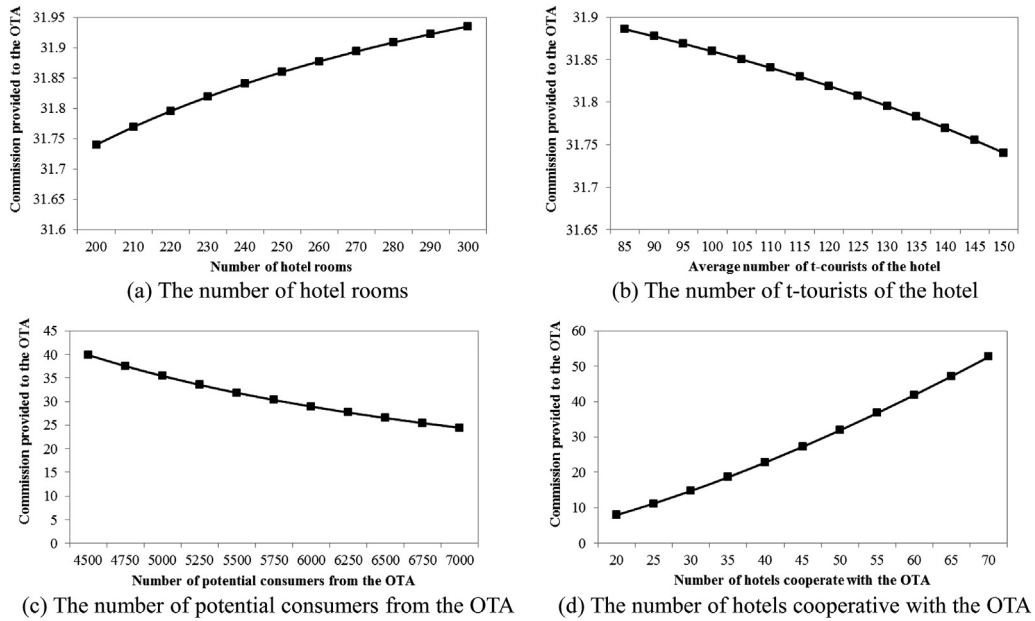 Commission provided to the OTA
31.95
31.9
31.85
31.8
31.75
31.7
31.65
31.6
200 210 220 230 240 250 260 270 280 290 300
Number of hotel rooms
(a) The number of hotel rooms
Commission provided to the OTA
31.9
31.85
31.8
31.75
31.7
31.65
85 90 95 100 105 110 115 120 125 130 135 140 145 150
Average number of t-courists of the hotel
(b) The number of t-tourists of the hotel
Commission provided to the OTA
45
40
35
30
25
20
15
10
5
0
4500 4750 5000 5250 5500 5750 6000 6250 6500 6750 7000
Number of potential consumers from the OTA
(c) The number of potential consumers from the OTA
Commission provided to the OTA
60
50
40
30
20
10
0
20 25 30 35 40 45 50 55 60 65 70
Number of hotels cooperate with the OTA
(d) The number of hotels cooperative with the OTA